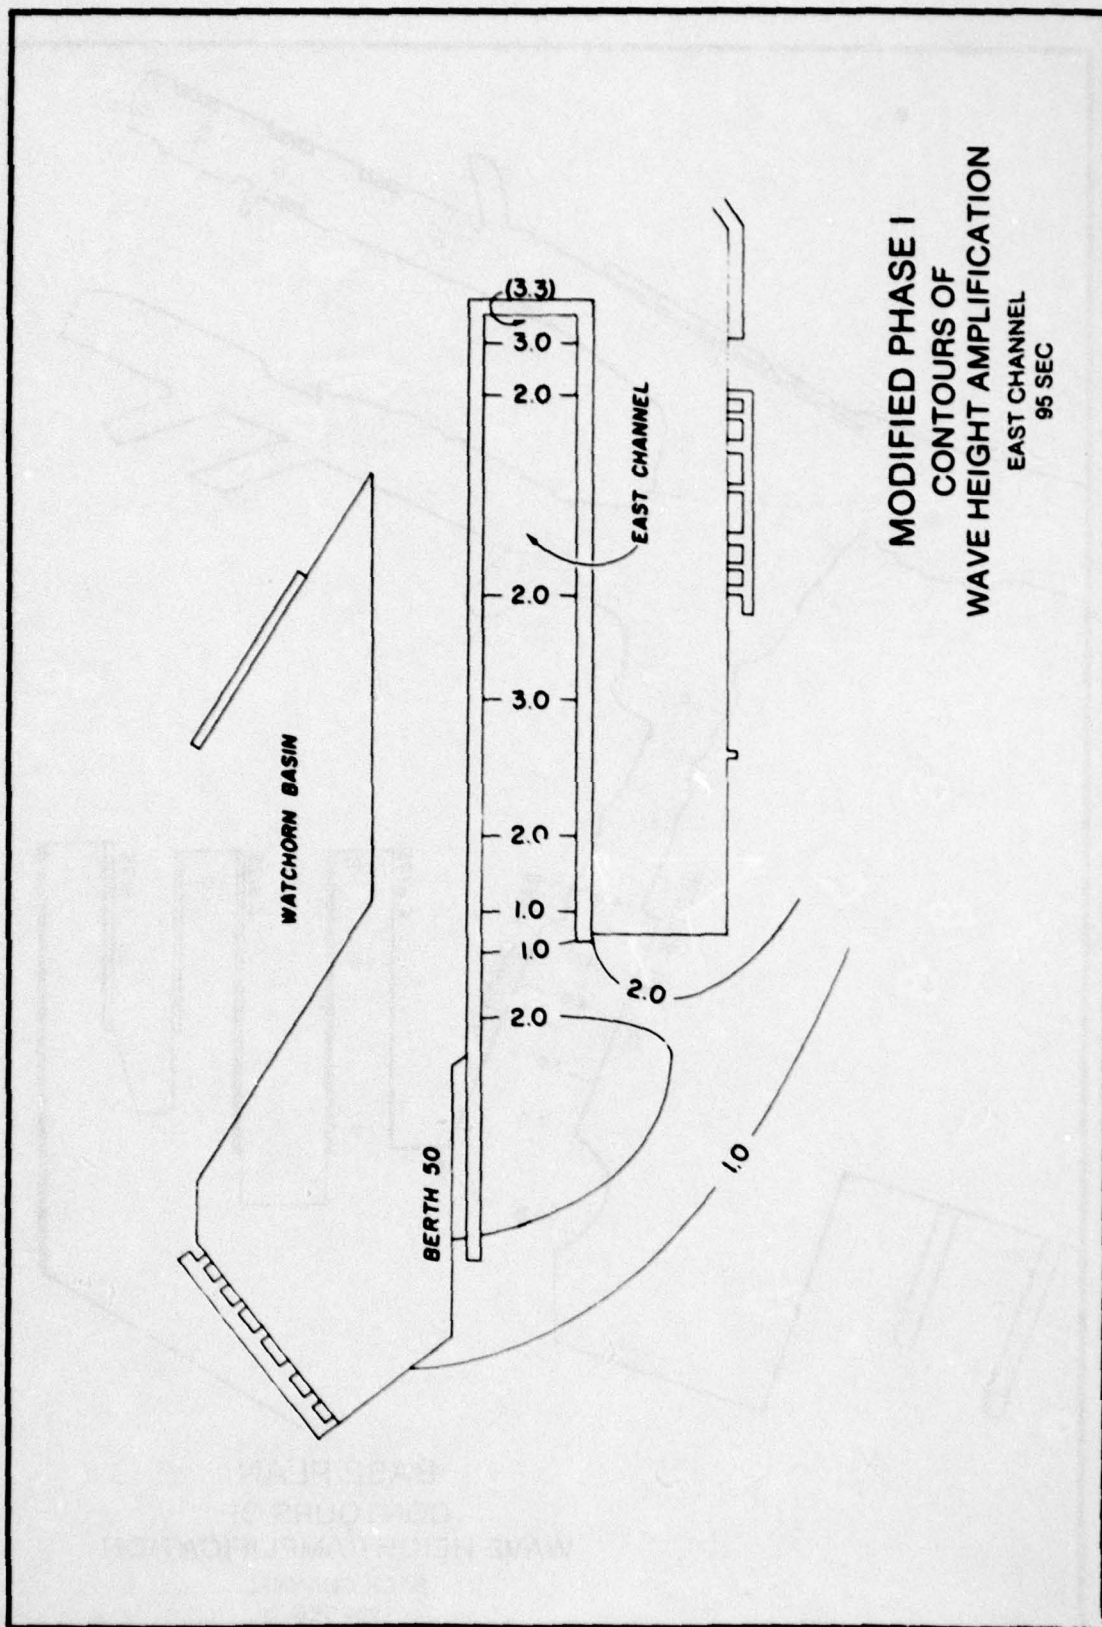 (3.3)
3.0
2.0
EAST CHANNEL
2.0
3.0
WATCHORN BASIN
2.0
1.0
1.0
2.0
2.0
BERTH 50
1.0
MODIFIED PHASE I
CONTOURS OF
WAVE HEIGHT AMPLIFICATION
EAST CHANNEL
95 SEC